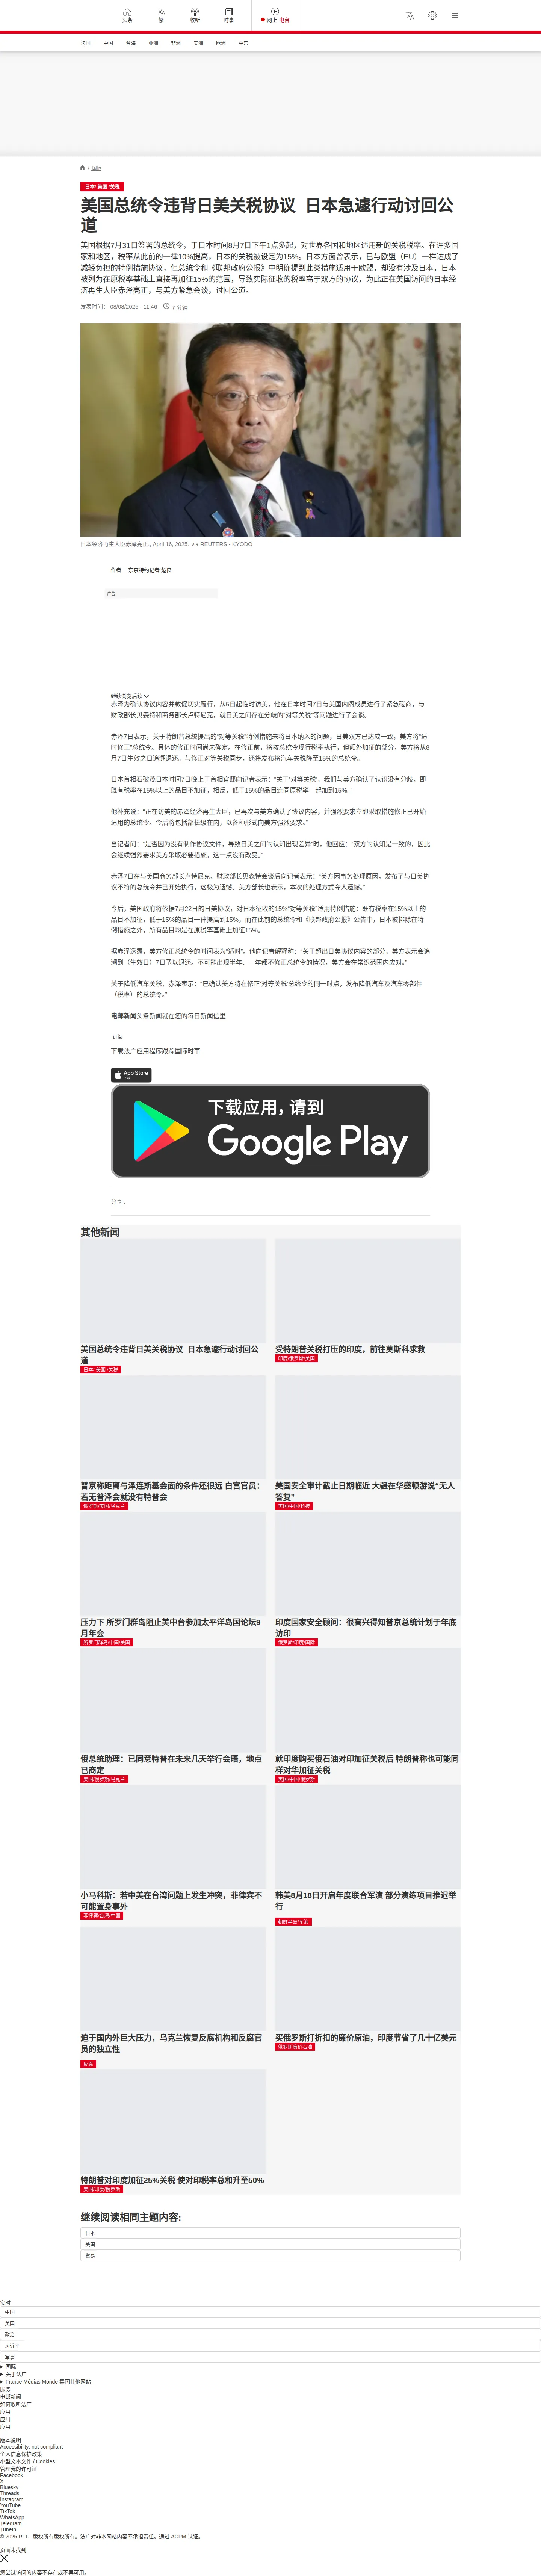 头条
繁
收听
时事
网上 电台
法国 中国 台海 亚洲 非洲 美洲 欧洲 中东
/ 国际
日本/ 美国 /关税
美国总统令违背日美关税协议 日本急遽行动讨回公
道
美国根据7月31日签署的总统令，于日本时间8月7日下午1点多起，对世界各国和地区适用新的关税税率。在许多国
家和地区，税率从此前的一律10%提高，日本的关税被设定为15%。日本方面曾表示，已与欧盟（EU）一样达成了
减轻负担的特例措施协议，但总统令和《联邦政府公报》中明确提到此类措施适用于欧盟，却没有涉及日本，日本
被列为在原税率基础上直接再加征15%的范围，导致实际征收的税率高于双方的协议，为此正在美国访问的日本经
济再生大臣赤泽亮正，与美方紧急会谈，讨回公道。
发表时间： 08/08/2025 - 11:46 7 分钟
日本经济再生大臣赤泽亮正., April 16, 2025. via REUTERS - KYODO
作者： 东京特约记者 楚良一
广告
继续浏览后续
赤泽为确认协议内容并敦促切实履行，从5日起临时访美，他在日本时间7日与美国内阁成员进行了紧急磋商，与
财政部长贝森特和商务部长卢特尼克，就日美之间存在分歧的“对等关税”等问题进行了会谈。
赤泽7日表示，关于特朗普总统提出的“对等关税”特例措施未将日本纳入的问题，日美双方已达成一致，美方将“适
时修正”总统令。具体的修正时间尚未确定。在修正前，将按总统令现行税率执行，但额外加征的部分，美方将从8
月7日生效之日追溯退还。与修正对等关税同步，还将发布将汽车关税降至15%的总统令。
日本首相石破茂日本时间7日晚上于首相官邸向记者表示：“关于‘对等关税’，我们与美方确认了认识没有分歧，即
既有税率在15%以上的品目不加征，相反，低于15%的品目连同原税率一起加到15%。”
他补充说：“正在访美的赤泽经济再生大臣，已再次与美方确认了协议内容，并强烈要求立即采取措施修正已开始
适用的总统令。今后将包括部长级在内，以各种形式向美方强烈要求。”
当记者问：“是否因为没有制作协议文件，导致日美之间的认知出现差异”时，他回应：“双方的认知是一致的，因此
会继续强烈要求美方采取必要措施，这一点没有改变。”
赤泽7日在与美国商务部长卢特尼克、财政部长贝森特会谈后向记者表示：“美方因事务处理原因，发布了与日美协
议不符的总统令并已开始执行，这极为遗憾。美方部长也表示，本次的处理方式令人遗憾。”
今后，美国政府将依据7月22日的日美协议，对日本征收的15%“对等关税”适用特例措施：既有税率在15%以上的
品目不加征，低于15%的品目一律提高到15%。而在此前的总统令和《联邦政府公报》公告中，日本被排除在特
例措施之外，所有品目均是在原税率基础上加征15%。
据赤泽透露，美方修正总统令的时间表为“适时”。他向记者解释称：“关于超出日美协议内容的部分，美方表示会追
溯到（生效日）7日予以退还。不可能出现半年、一年都不修正总统令的情况，美方会在常识范围内应对。”
关于降低汽车关税，赤泽表示：“已确认美方将在修正‘对等关税’总统令的同一时点，发布降低汽车及汽车零部件
（税率）的总统令。”
电邮新闻头条新闻就在您的每日新闻信里
订阅
下载法广应用程序跟踪国际时事
App Store
下载
下载应用，请到
Google Play
分享 :
其他新闻
美国总统令违背日美关税协议 日本急遽行动讨回公
道
日本/ 美国 /关税
受特朗普关税打压的印度，前往莫斯科求救
印度/俄罗斯/美国
普京称距离与泽连斯基会面的条件还很远 白宫官员：
若无普泽会就没有特普会
俄罗斯/美国/乌克兰
美国安全审计截止日期临近 大疆在华盛顿游说“无人
答复”
美国/中国/科技
压力下 所罗门群岛阻止美中台参加太平洋岛国论坛9
月年会
所罗门群岛/中国/美国
印度国家安全顾问：很高兴得知普京总统计划于年底
访印
俄罗斯/印度/国际
俄总统助理：已同意特普在未来几天举行会晤，地点
已商定
美国/俄罗斯/乌克兰
就印度购买俄石油对印加征关税后 特朗普称也可能同
样对华加征关税
美国/中国/俄罗斯
小马科斯：若中美在台湾问题上发生冲突，菲律宾不
可能置身事外
菲律宾/台湾/中国
韩美8月18日开启年度联合军演 部分演练项目推迟举
行
朝鲜半岛/军演
迫于国内外巨大压力，乌克兰恢复反腐机构和反腐官
员的独立性
反腐
买俄罗斯打折扣的廉价原油，印度节省了几十亿美元
俄罗斯廉价石油
特朗普对印度加征25%关税 使对印税率总和升至50%
美国/印度/俄罗斯
继续阅读相同主题内容:
日本
美国
贸易
实时
中国
美国
政治
习近平
军事
国际
关于法广
France Médias Monde 集团其他网站
服务
电邮新闻
如何收听法广
应用
应用
应用
版本说明
Accessibility: not compliant
个人信息保护政策
小型文本文件 / Cookies
管理我的许可证
Facebook
X
Bluesky
Threads
Instagram
YouTube
TikTok
WhatsApp
Telegram
TuneIn
© 2025 RFI – 版权所有版权所有。法广对非本网站内容不承担责任。通过 ACPM 认证。
页面未找到
您尝试访问的内容不存在或不再可用。